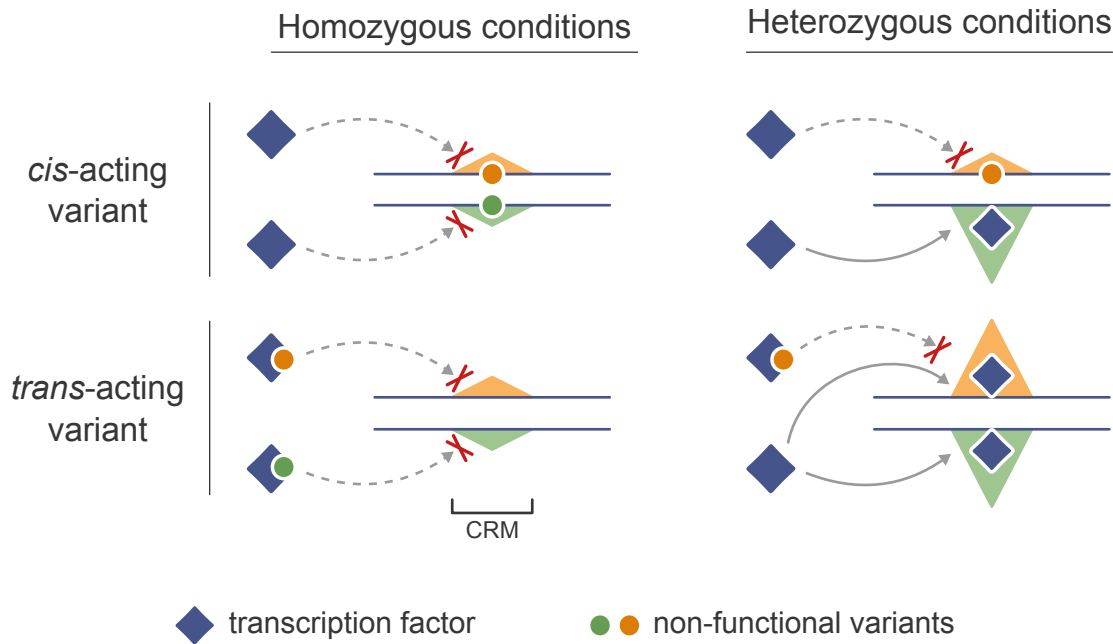 Homozygous conditions
Heterozygous conditions
cis-acting
variant
trans-acting
variant
CRM
transcription factor
non-functional variants